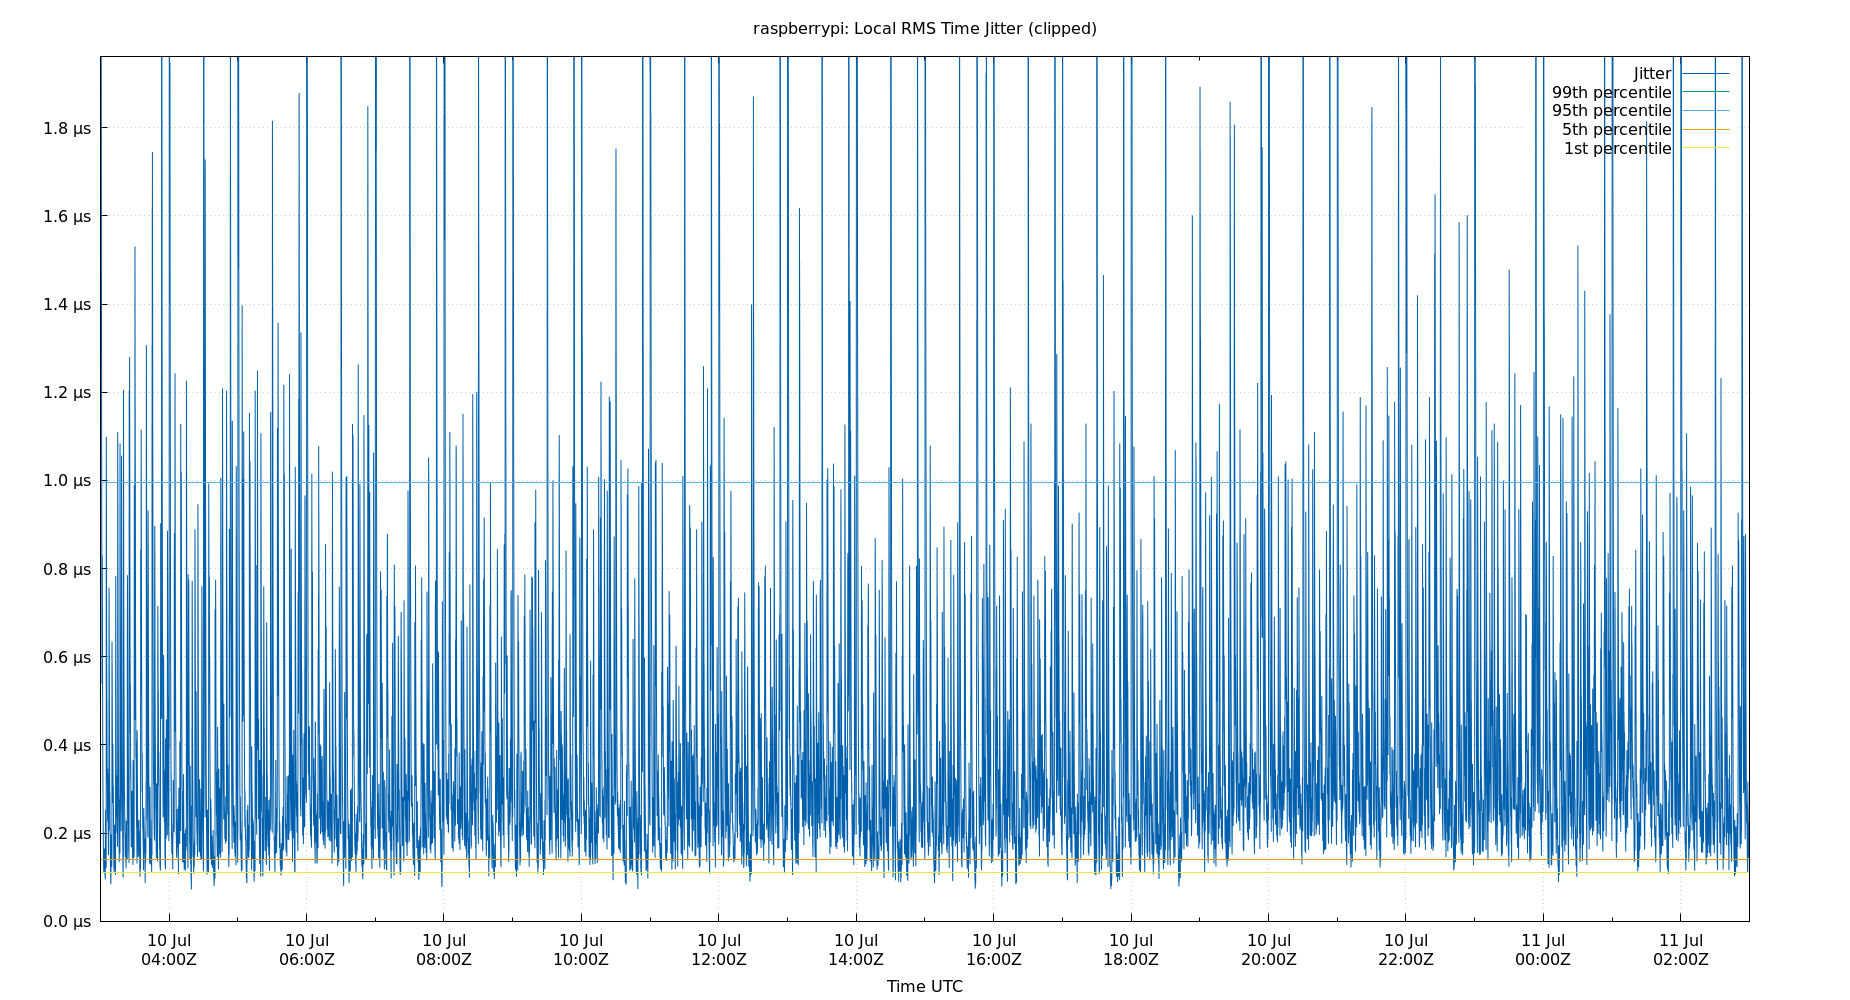 raspberrypi: Local RMS Time Jitter (clipped)
Jitter
99th percentile
95th percentile
5th percentile
1st percentile
1.8 µs
1.6 µs
1.4 µs
1.2 µs
1.0 µs
0.8 µs
0.6 µs
0.4 µs
0.2 µs
0.0 µs
10 Jul 10 Jul 10 Jul 10 Jul 10 Jul 10 Jul 10 Jul 10 Jul 10 Jul 10 Jul 11 Jul 11 Jul
04:00Z 06:00Z 08:00Z 10:00Z 12:00Z 14:00Z 16:00Z 18:00Z 20:00Z 22:00Z 00:00Z 02:00Z
Time UTC